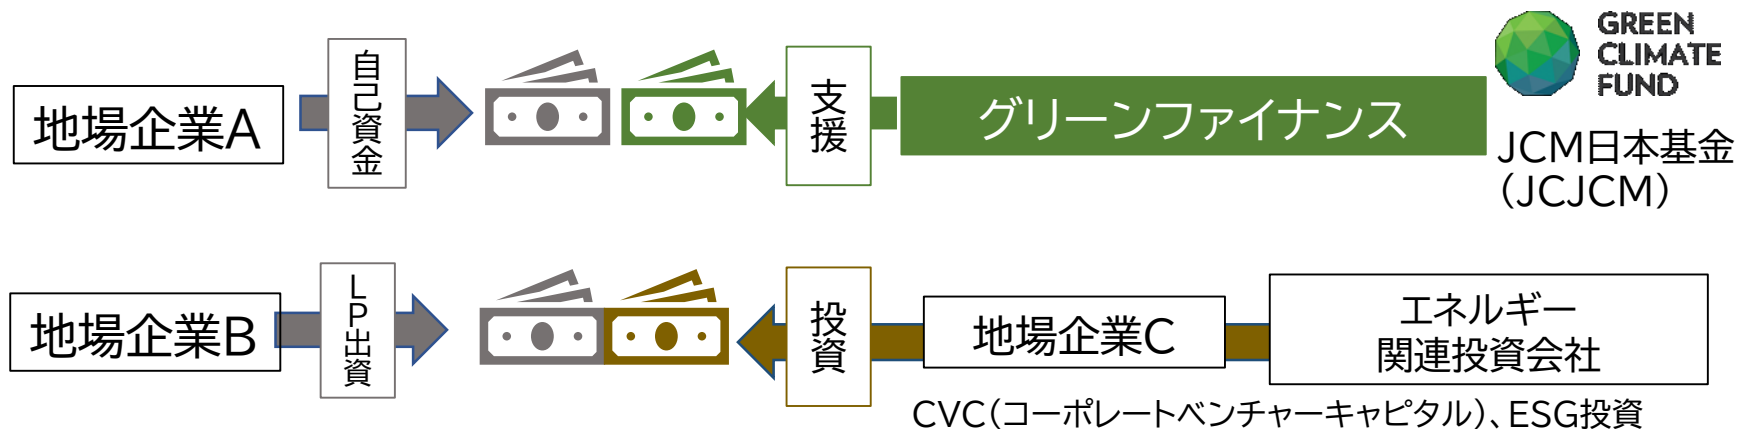 地場企業A
自己資金
支援
グリーンファイナンス
GREEN
CLIMATE
FUND
JCM日本基金
(JCJCM)
地場企業B
LP出資
投資
地場企業C
エネルギー
関連投資会社
CVC(コーポレートベンチャーキャピタル)、ESG投資